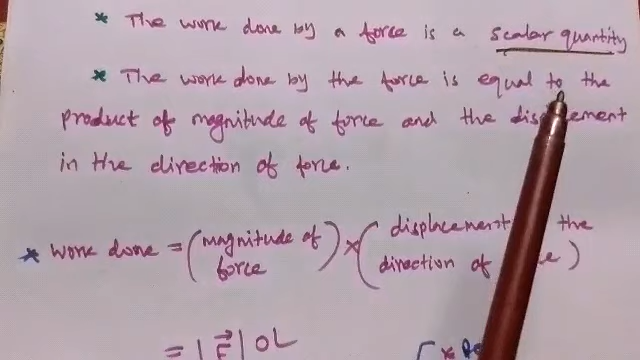 * The work done by a force is a scalar quantity
* The work done by the force is equal to the
product of magnitude of force and the displacement
in the direction of force.
* work done = (magnitude of force) × (displacement the
direction of )
= |F⃗| OL